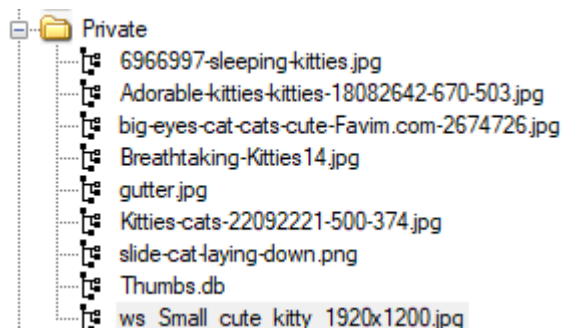 Private
6966997-sleeping-kitties.jpg
Adorable-kitties-kitties-18082642-670-503.jpg
big-eyes-cat-cats-cute-Favim.com-2674726.jpg
Breathtaking-Kitties14.jpg
gutter.jpg
Kitties-cats-22092221-500-374.jpg
slide-cat-laying-down.png
Thumbs.db
ws_Small_cute_kitty_1920x1200.jpg